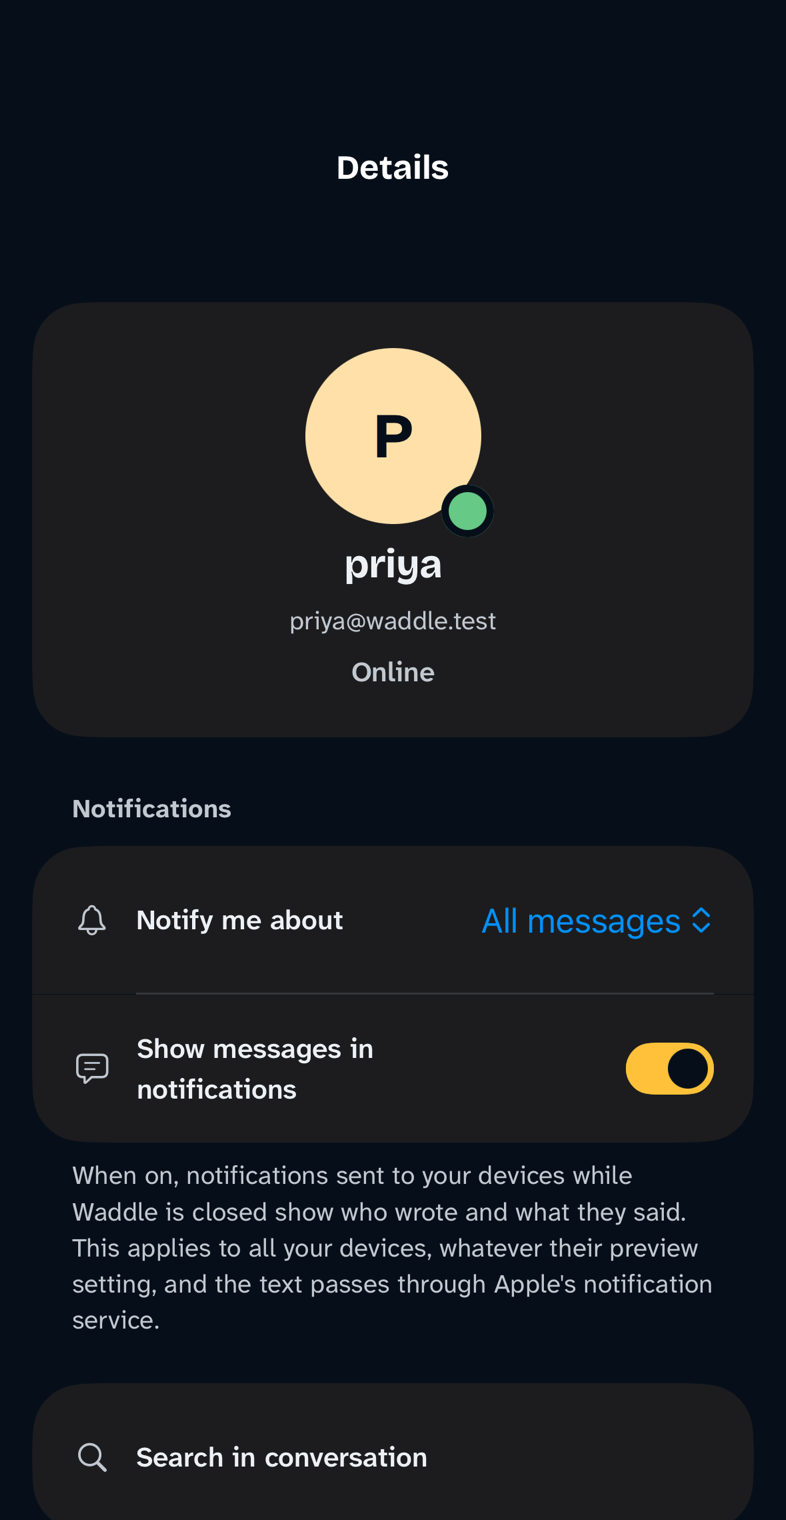 Details
P
priya
priya@waddle.test
Online
Notifications
Notify me about All messages
Show messages in
notifications
When on, notifications sent to your devices while
Waddle is closed show who wrote and what they said.
This applies to all your devices, whatever their preview
setting, and the text passes through Apple's notification
service.
Search in conversation